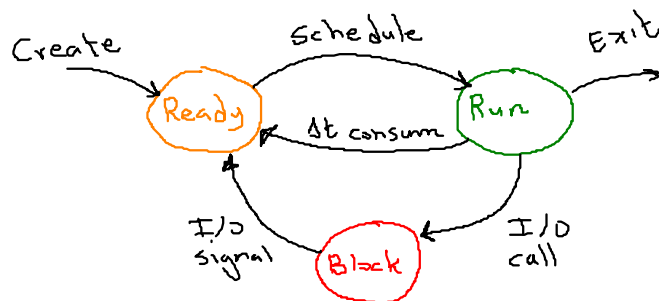 Create
Schedule
Exit
Ready
Run
Δt consum
I/O
signal
Block
I/O
call